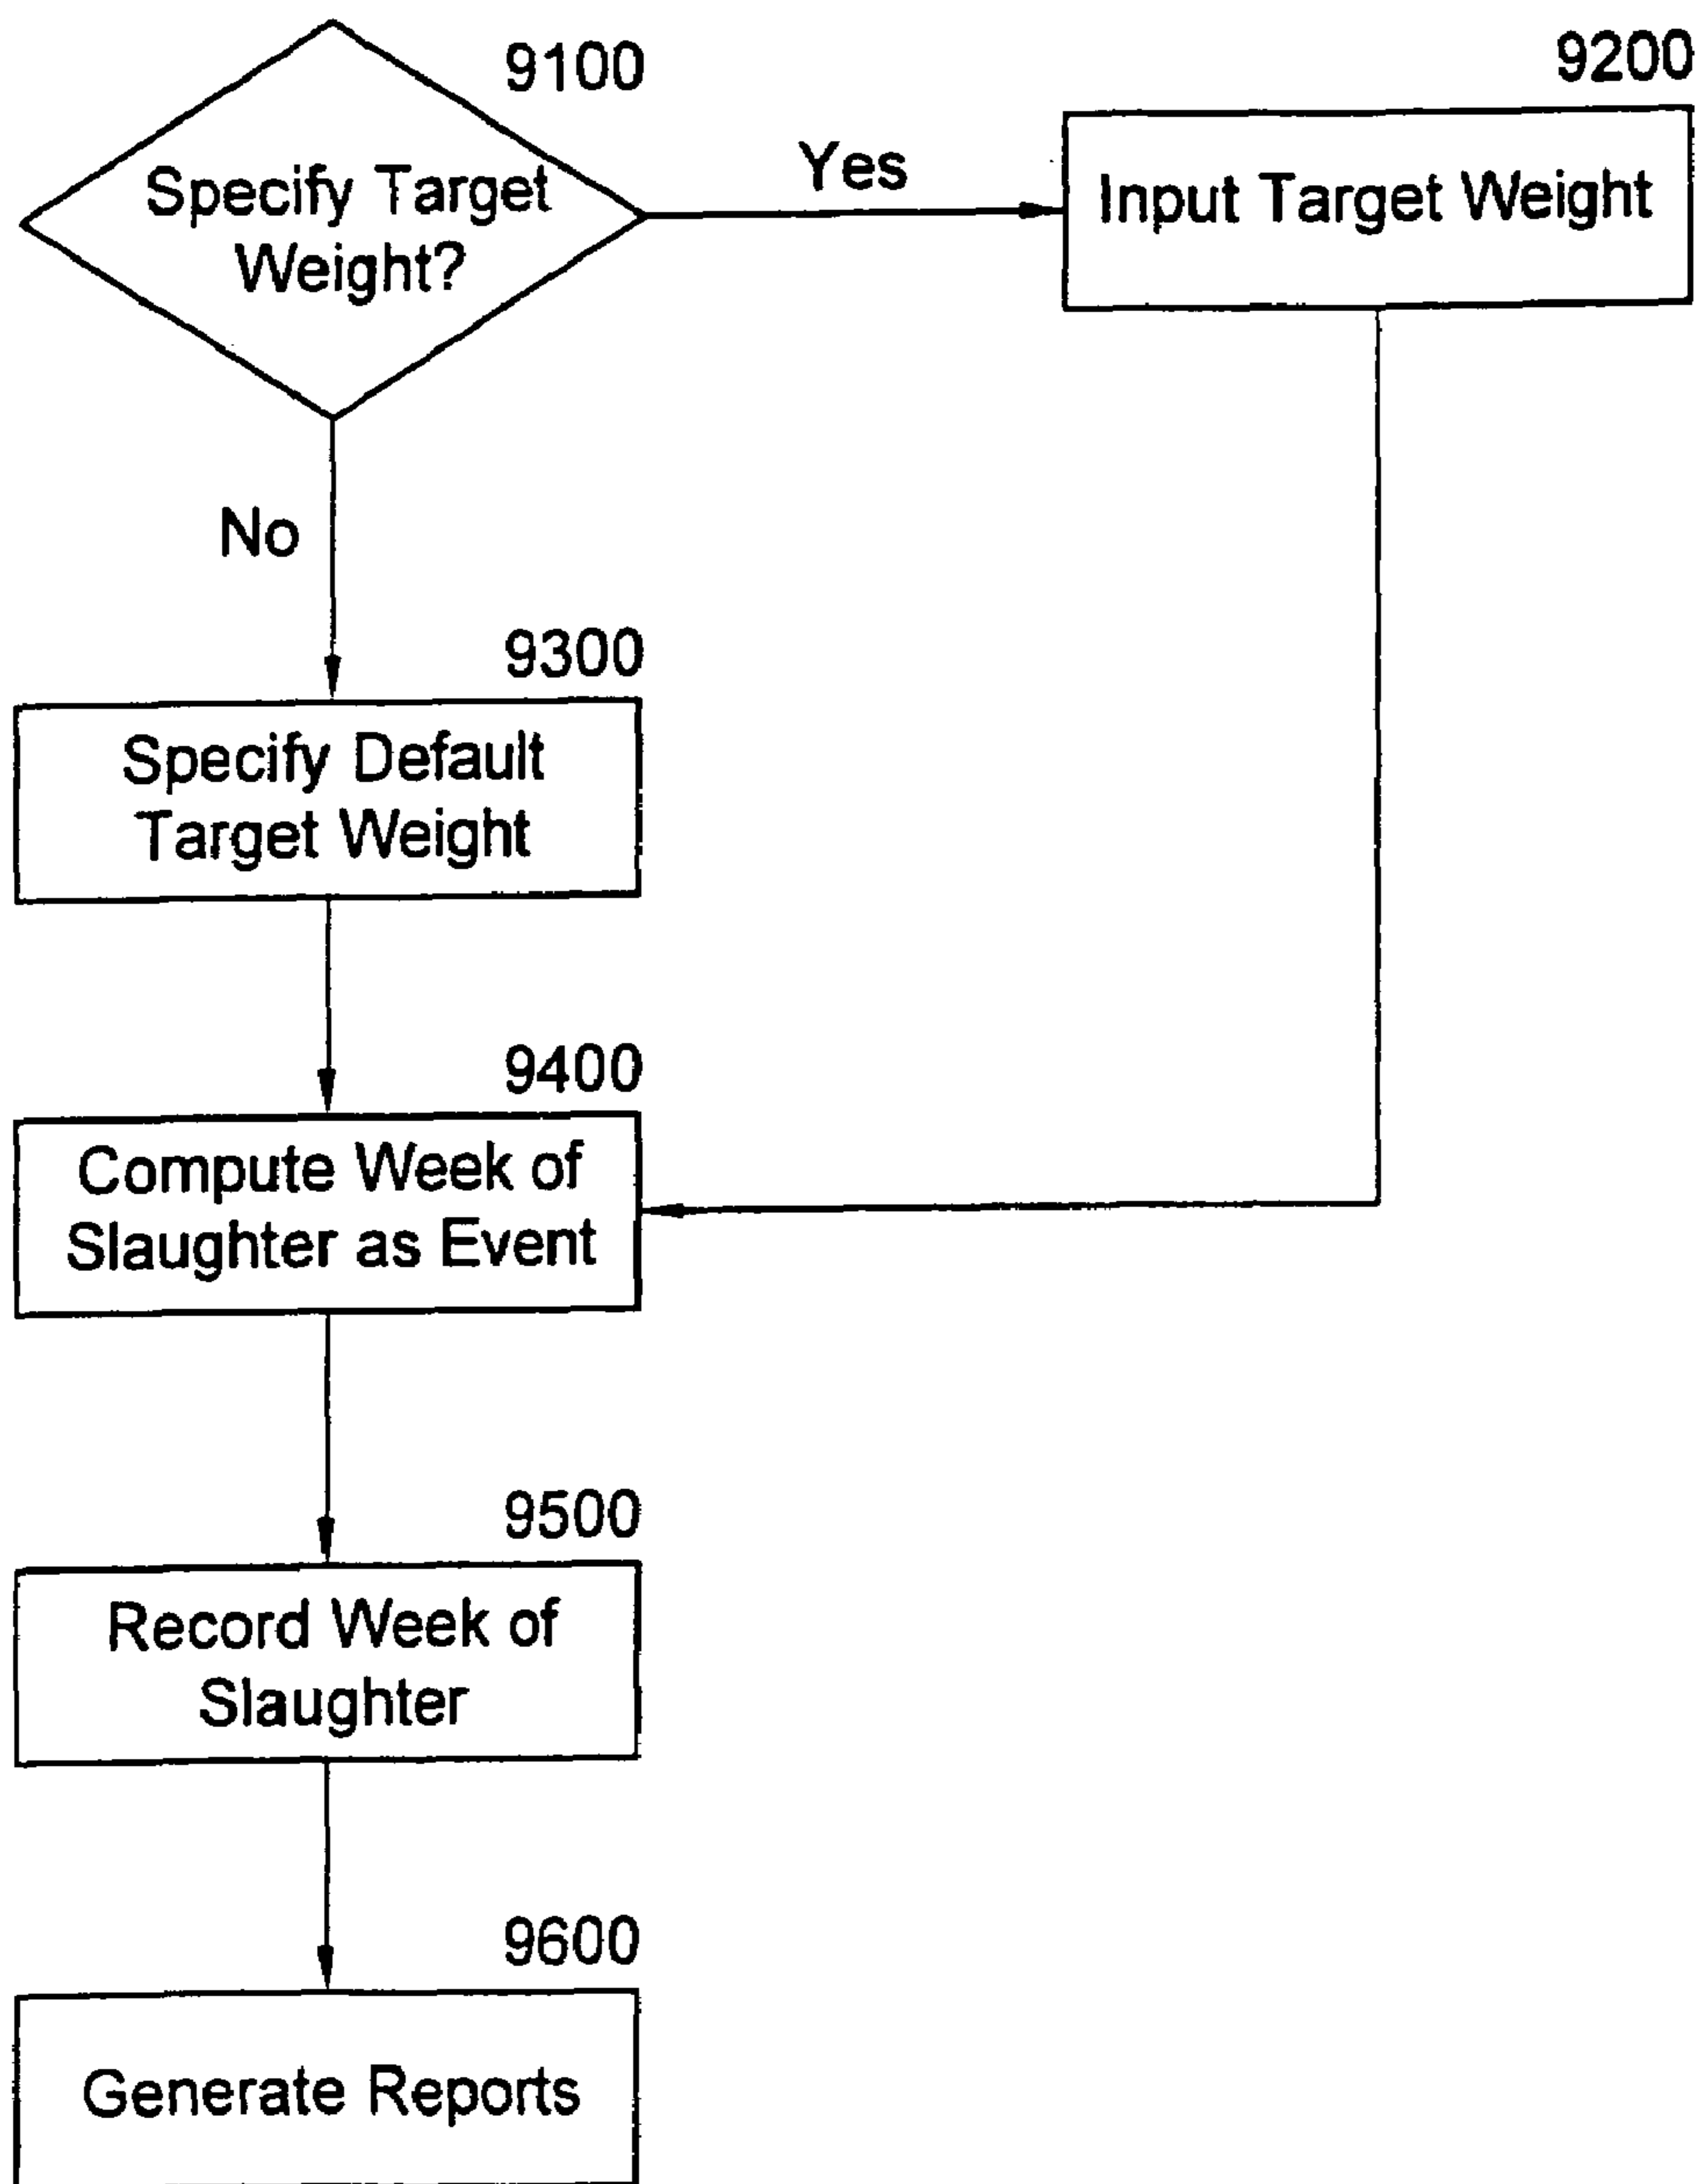 9100
Specify Target
Weight?
Yes
9200
Input Target Weight
No
9300
Specify Default
Target Weight
9400
Compute Week of
Slaughter as Event
9500
Record Week of
Slaughter
9600
Generate Reports